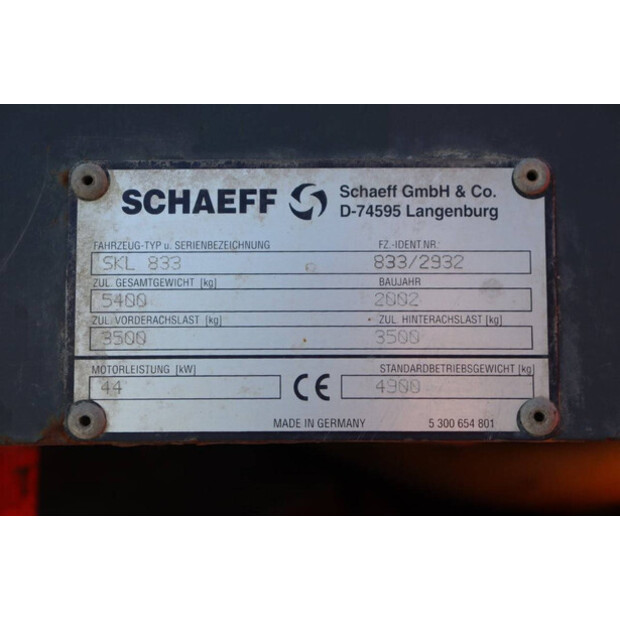 SCHAEFF Schaeff GmbH & Co.
D-74595 Langenburg
FAHRZEUG-TYP u. SERIENBEZEICHNUNG FZ.-IDENT.NR.
SKL 833 833/2932
ZUL. GESAMTGEWICHT [kg] BAUJAHR
5400 2002
ZUL. VORDERACHSLAST [kg] ZUL. HINTERACHSLAST [kg]
3500 3500
MOTORLEISTUNG [kW] STANDARDBETRIEBSGEWICHT [kg]
44 CE 4900
MADE IN GERMANY 5 300 654 801